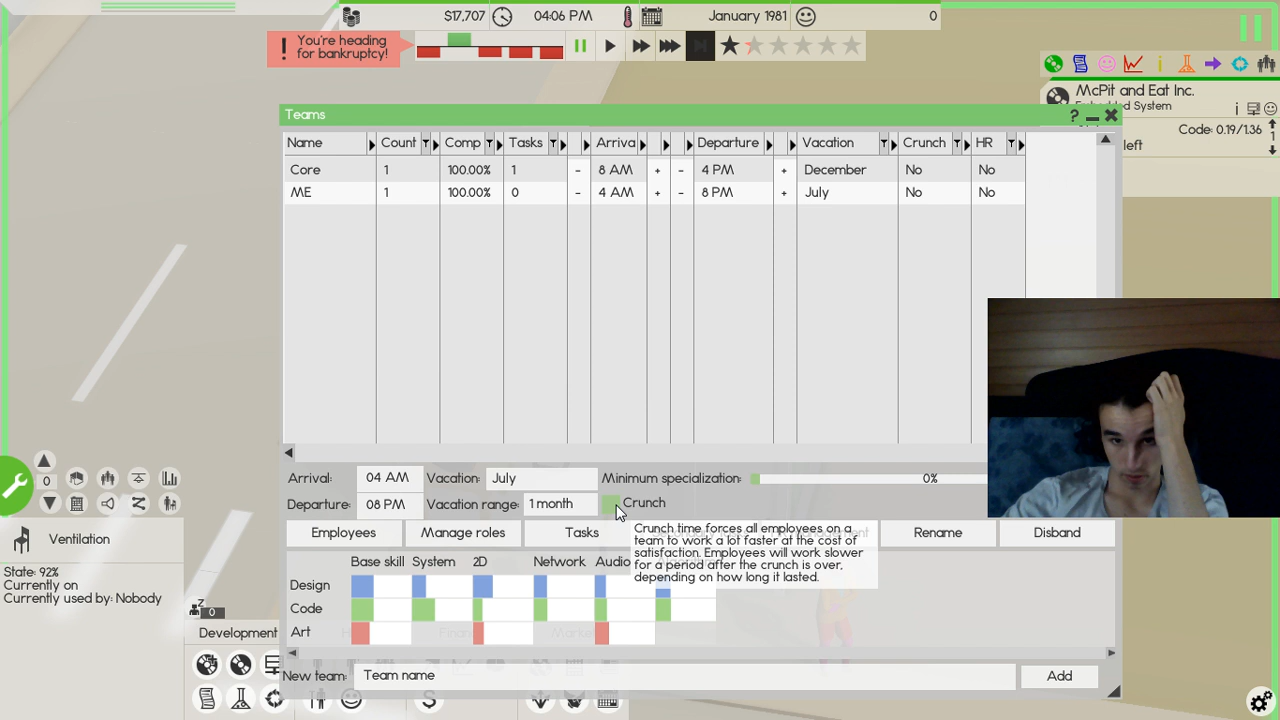 $17,707
04:06 PM
January 1981
0
You're heading
for bankruptcy!
McPit and Eat Inc.
Code: 0.19/1.36
left
Teams
Name Count Comp Tasks Arriva Departure Vacation Crunch HR
Core 1 100.00% 1 - 8 AM + - 4 PM + December No No
ME 1 100.00% 0 - 4 AM + - 8 PM + July No No
Arrival: 04 AM Vacation: July Minimum specialization: 0%
Departure: 08 PM Vacation range: 1 month Crunch
Employees Manage roles Tasks Rename Disband
Crunch time forces all employees on a
team to work a lot faster at the cost of
satisfaction. Employees will work slower
for a period after the crunch is over,
depending on how long it lasted.
Base skill System 2D Network Audio
Design
Code
Art
New team: Team name Add
0
Ventilation
State: 92%
Currently on
Currently used by: Nobody
0
Development